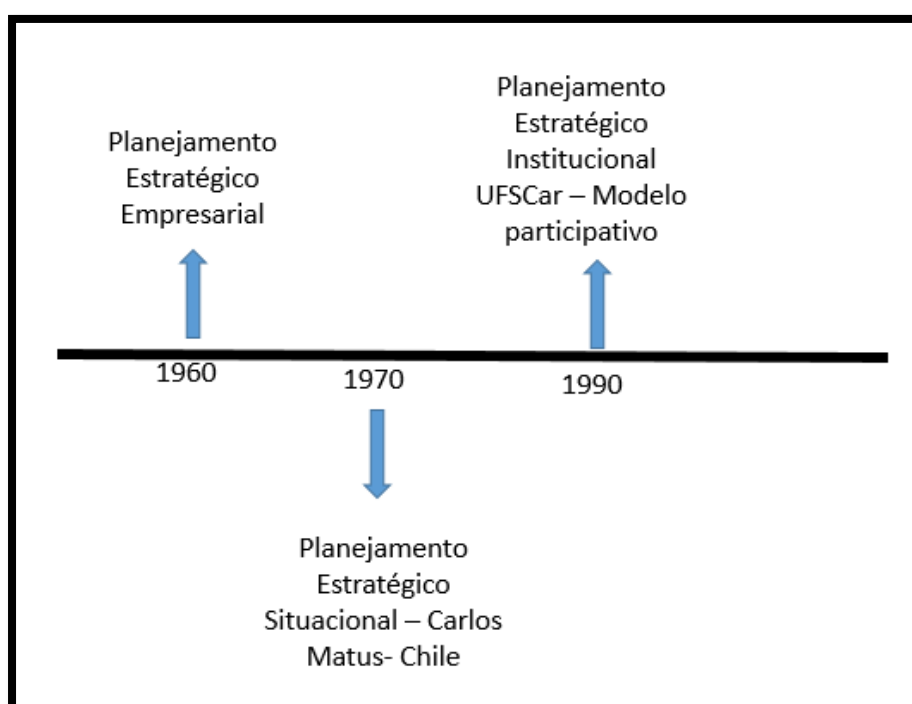 Planejamento
Estratégico
Empresarial
Planejamento
Estratégico
Institucional
UFSCar – Modelo
participativo
1960
1970
1990
Planejamento
Estratégico
Situacional – Carlos
Matus- Chile